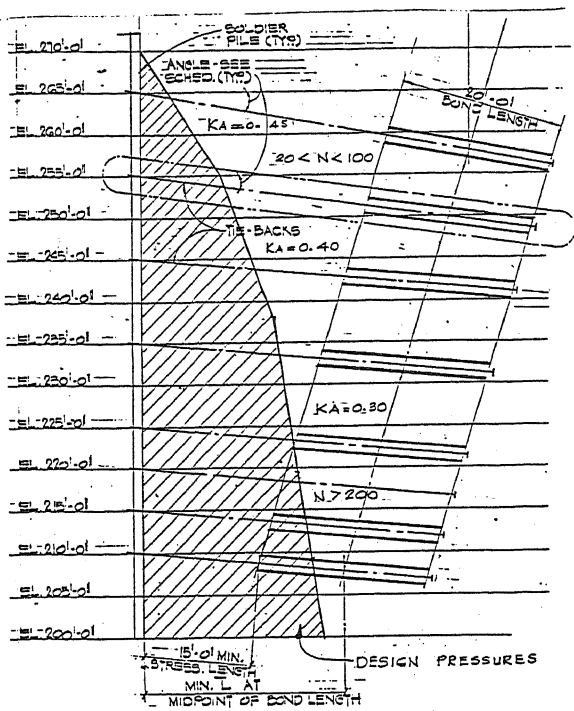 SOLDIER
PILE (TYP.)
EL. 270'-0"
ANGLE-SEE
SCHED. (TYP.)
EL. 265'-0"
20'-0"
BOND LENGTH
KA=0.45
EL. 260'-0"
20 < N < 100
EL. 255'-0"
EL. 250'-0"
TIE-BACKS
KA=0.40
EL. 245'-0"
EL. 240'-0"
EL. 235'-0"
EL. 230'-0"
KA=0.30
EL. 225'-0"
EL. 220'-0"
N > 200
EL. 215'-0"
EL. 210'-0"
EL. 205'-0"
EL. 200'-0"
15'-0" MIN.
STRESS. LENGTH
DESIGN PRESSURES
MIN. L AT
MIDPOINT OF BOND LENGTH